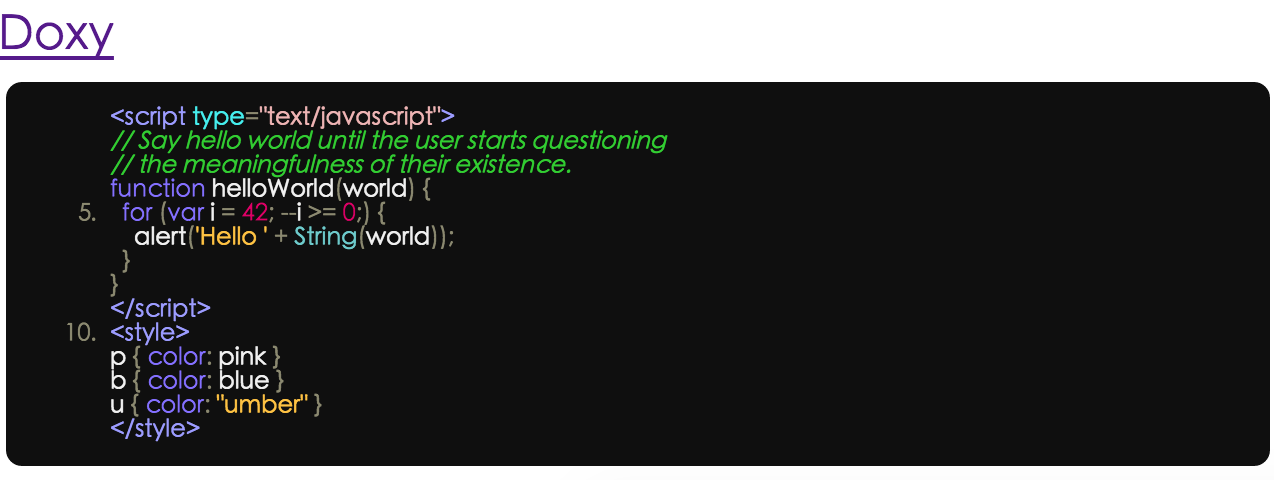 Doxy
<script type="text/javascript">
// Say hello world until the user starts questioning
// the meaningfulness of their existence.
function helloWorld(world) {
5.   for (var i = 42; --i >= 0;) {
    alert('Hello ' + String(world));
  }
}
</script>
10. <style>
p { color: pink }
b { color: blue }
u { color: "umber" }
</style>